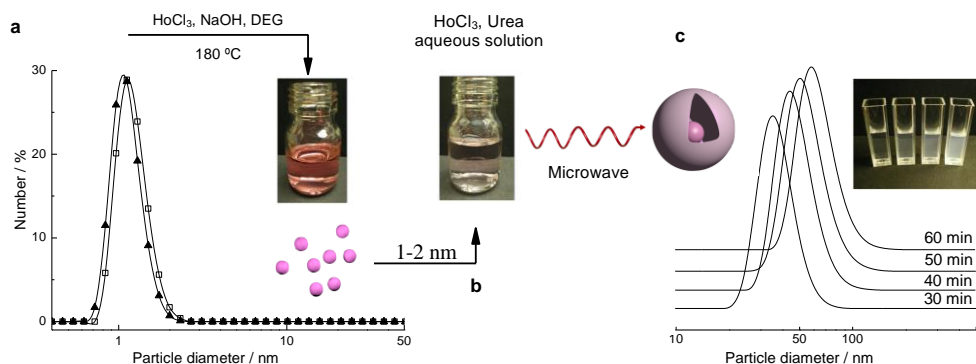 a
HoCl3, NaOH, DEG
180 ºC
30
20
10
0
Number / %
1
10
50
Particle diameter / nm
1-2 nm
b
HoCl3, Urea
aqueous solution
Microwave
c
60 min
50 min
40 min
30 min
10
50
100
Particle diameter / nm